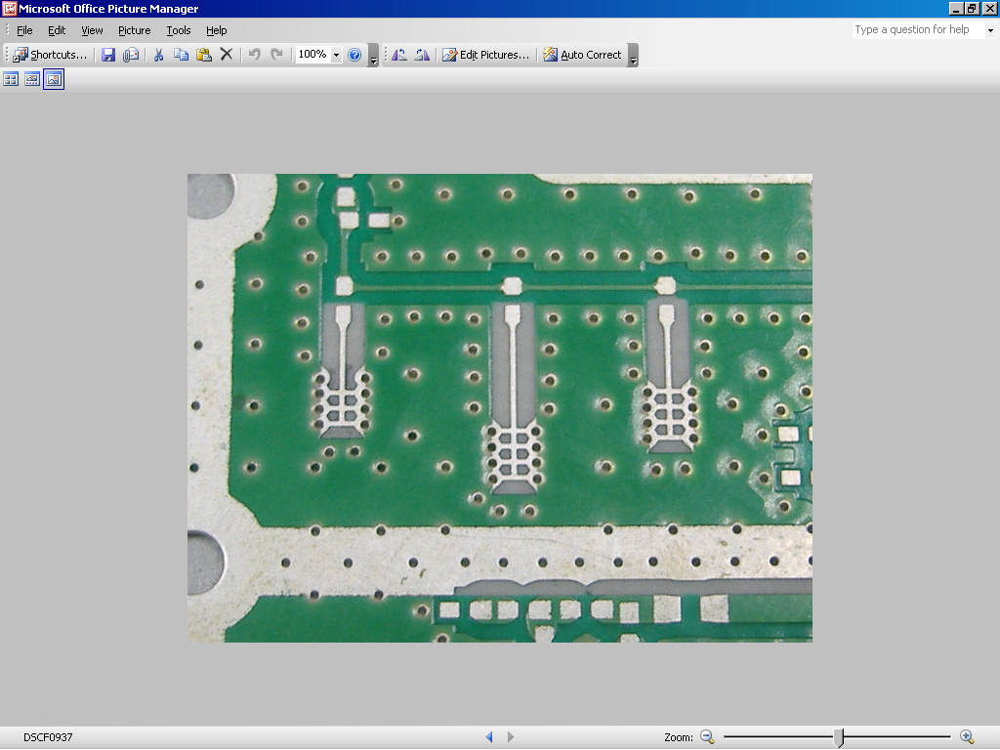 Microsoft Office Picture Manager
File Edit View Picture Tools Help
Type a question for help
Shortcuts... 100% Edit Pictures... Auto Correct
DSCF0937
Zoom: